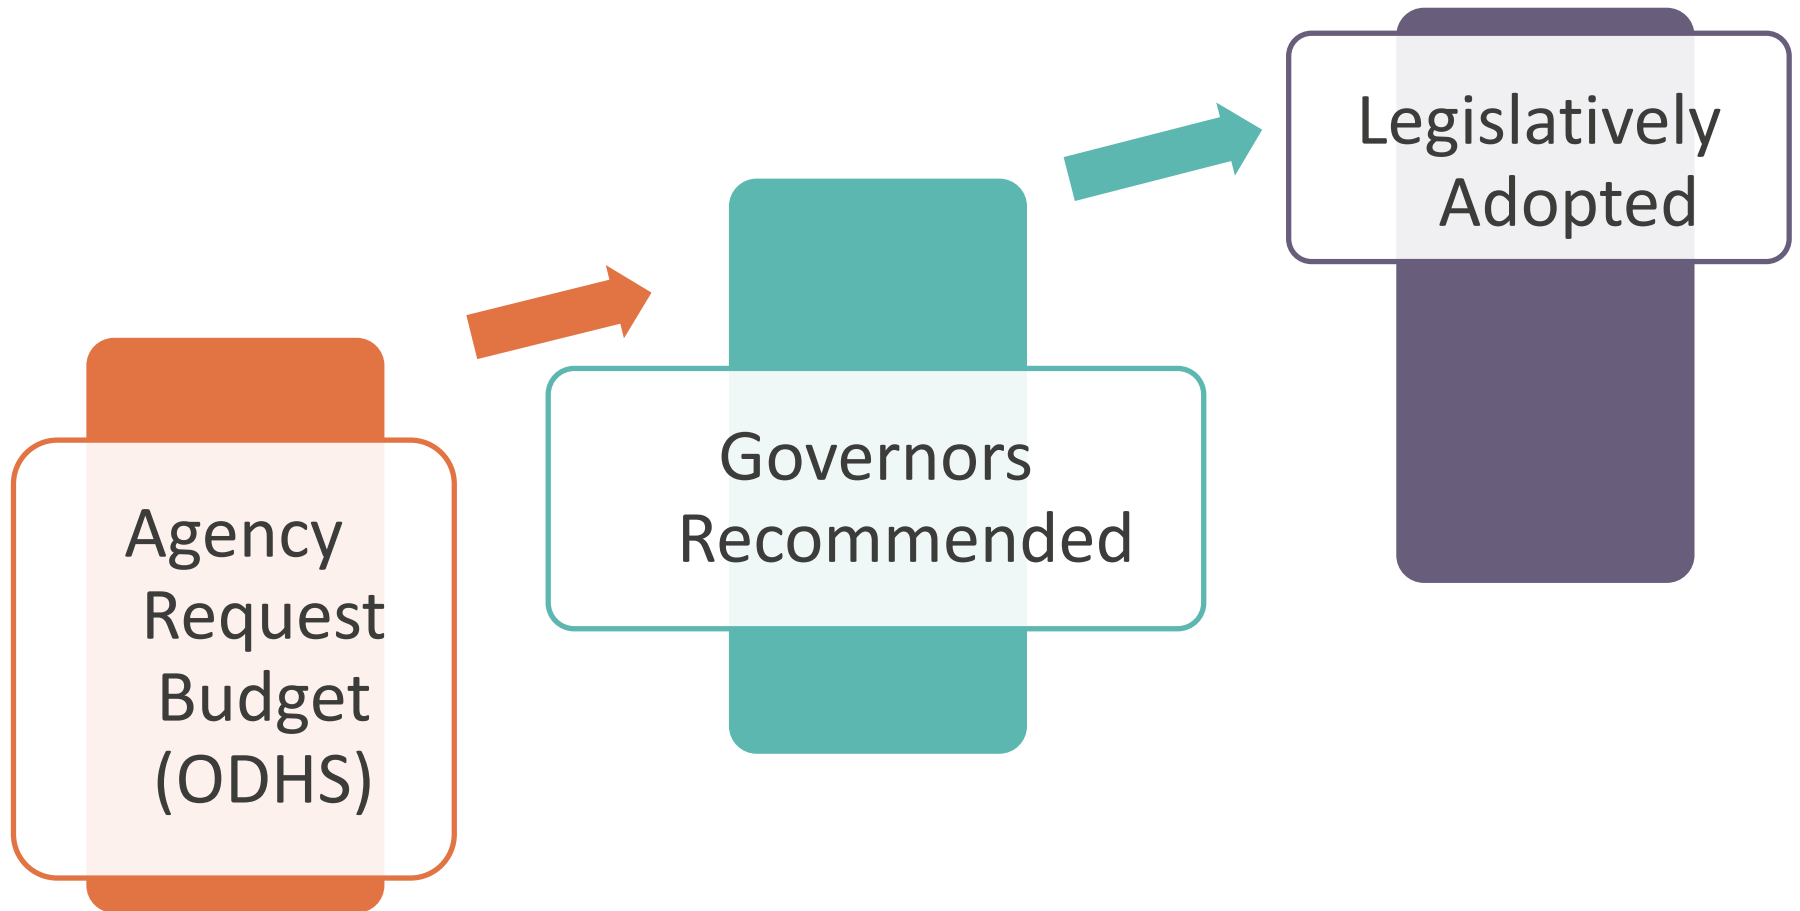 Agency
Request
Budget
(ODHS)
Governors
Recommended
Legislatively
Adopted